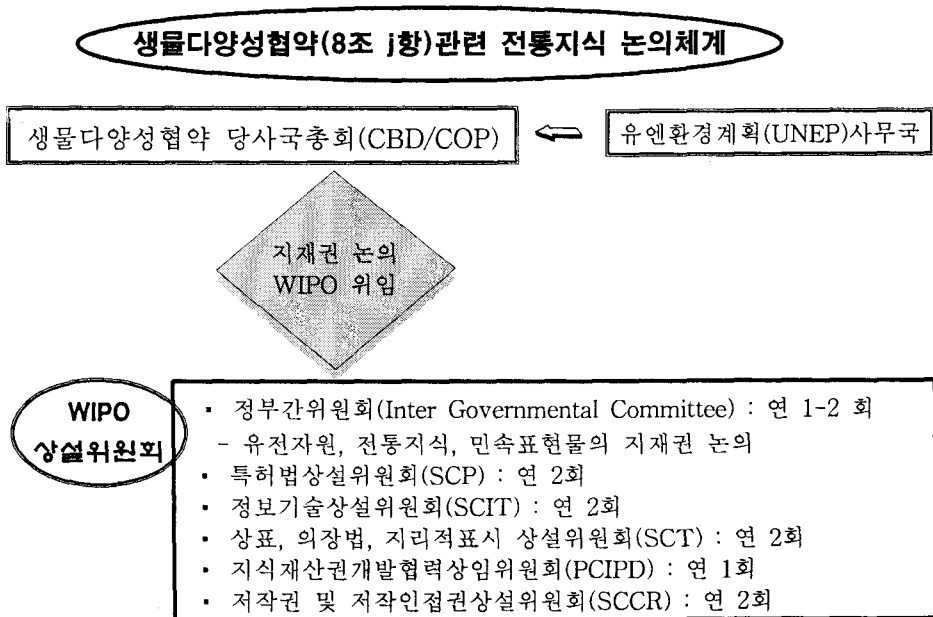 생물다양성협약(8조 j항)관련 전통지식 논의체계
생물다양성협약 당사국총회(CBD/COP)
유엔환경계획(UNEP)사무국
지재권 논의
WIPO 위임
WIPO
상설위원회
· 정부간위원회(Inter Governmental Committee) : 연 1-2 회
- 유전자원, 전통지식, 민속표현물의 지재권 논의
· 특허법상설위원회(SCP) : 연 2회
· 정보기술상설위원회(SCIT) : 연 2회
· 상표, 의장법, 지리적표시 상설위원회(SCT) : 연 2회
· 지식재산권개발협력상임위원회(PCIPD) : 연 1회
· 저작권 및 저작인접권상설위원회(SCCR) : 연 2회